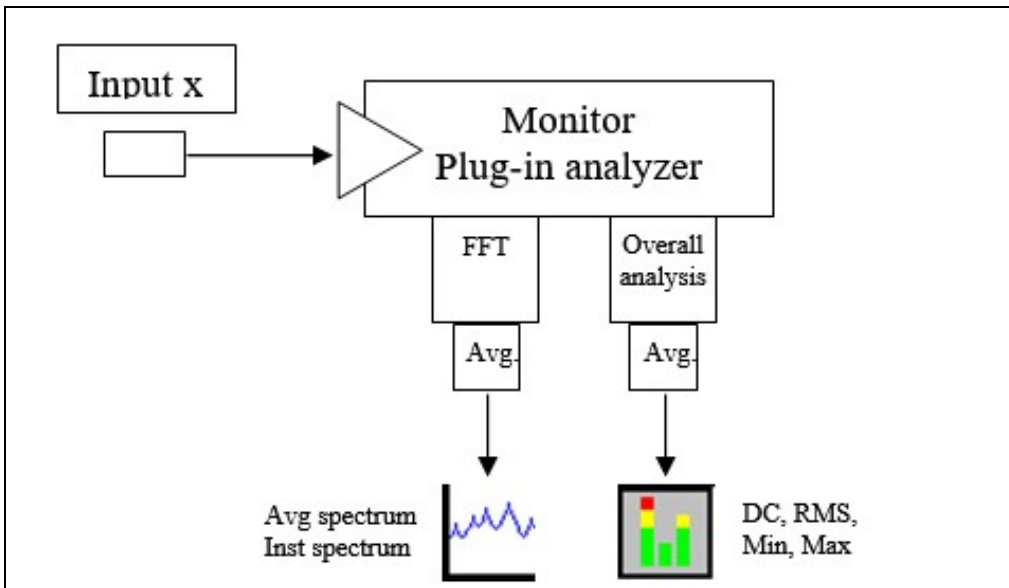 Input x
Monitor
Plug-in analyzer
FFT
Overall
analysis
Avg.
Avg.
Avg spectrum
Inst spectrum
DC, RMS,
Min, Max